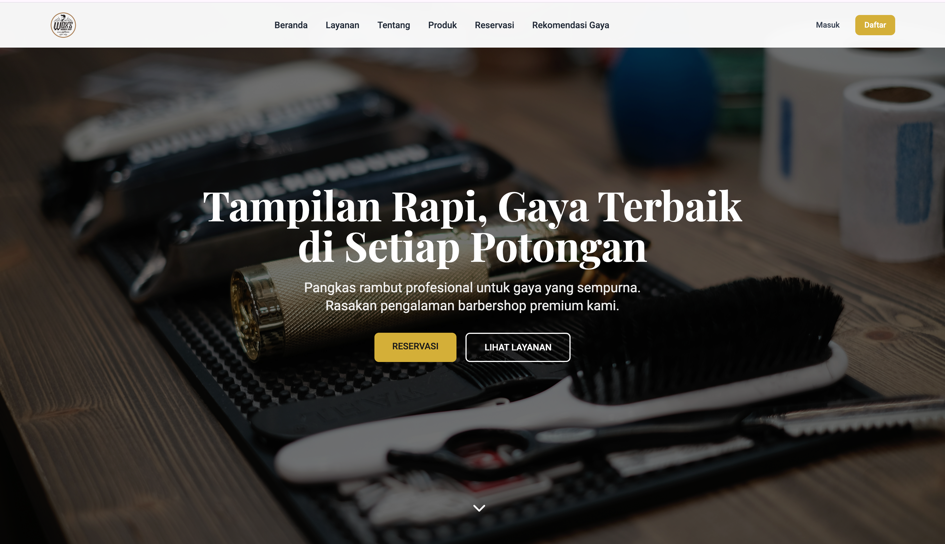 Beranda
Layanan
Tentang
Produk
Reservasi
Rekomendasi Gaya
Masuk
Daftar
Tampilan Rapi, Gaya Terbaik
di Setiap Potongan
Pangkas rambut profesional untuk gaya yang sempurna.
Rasakan pengalaman barbershop premium kami.
RESERVASI
LIHAT LAYANAN